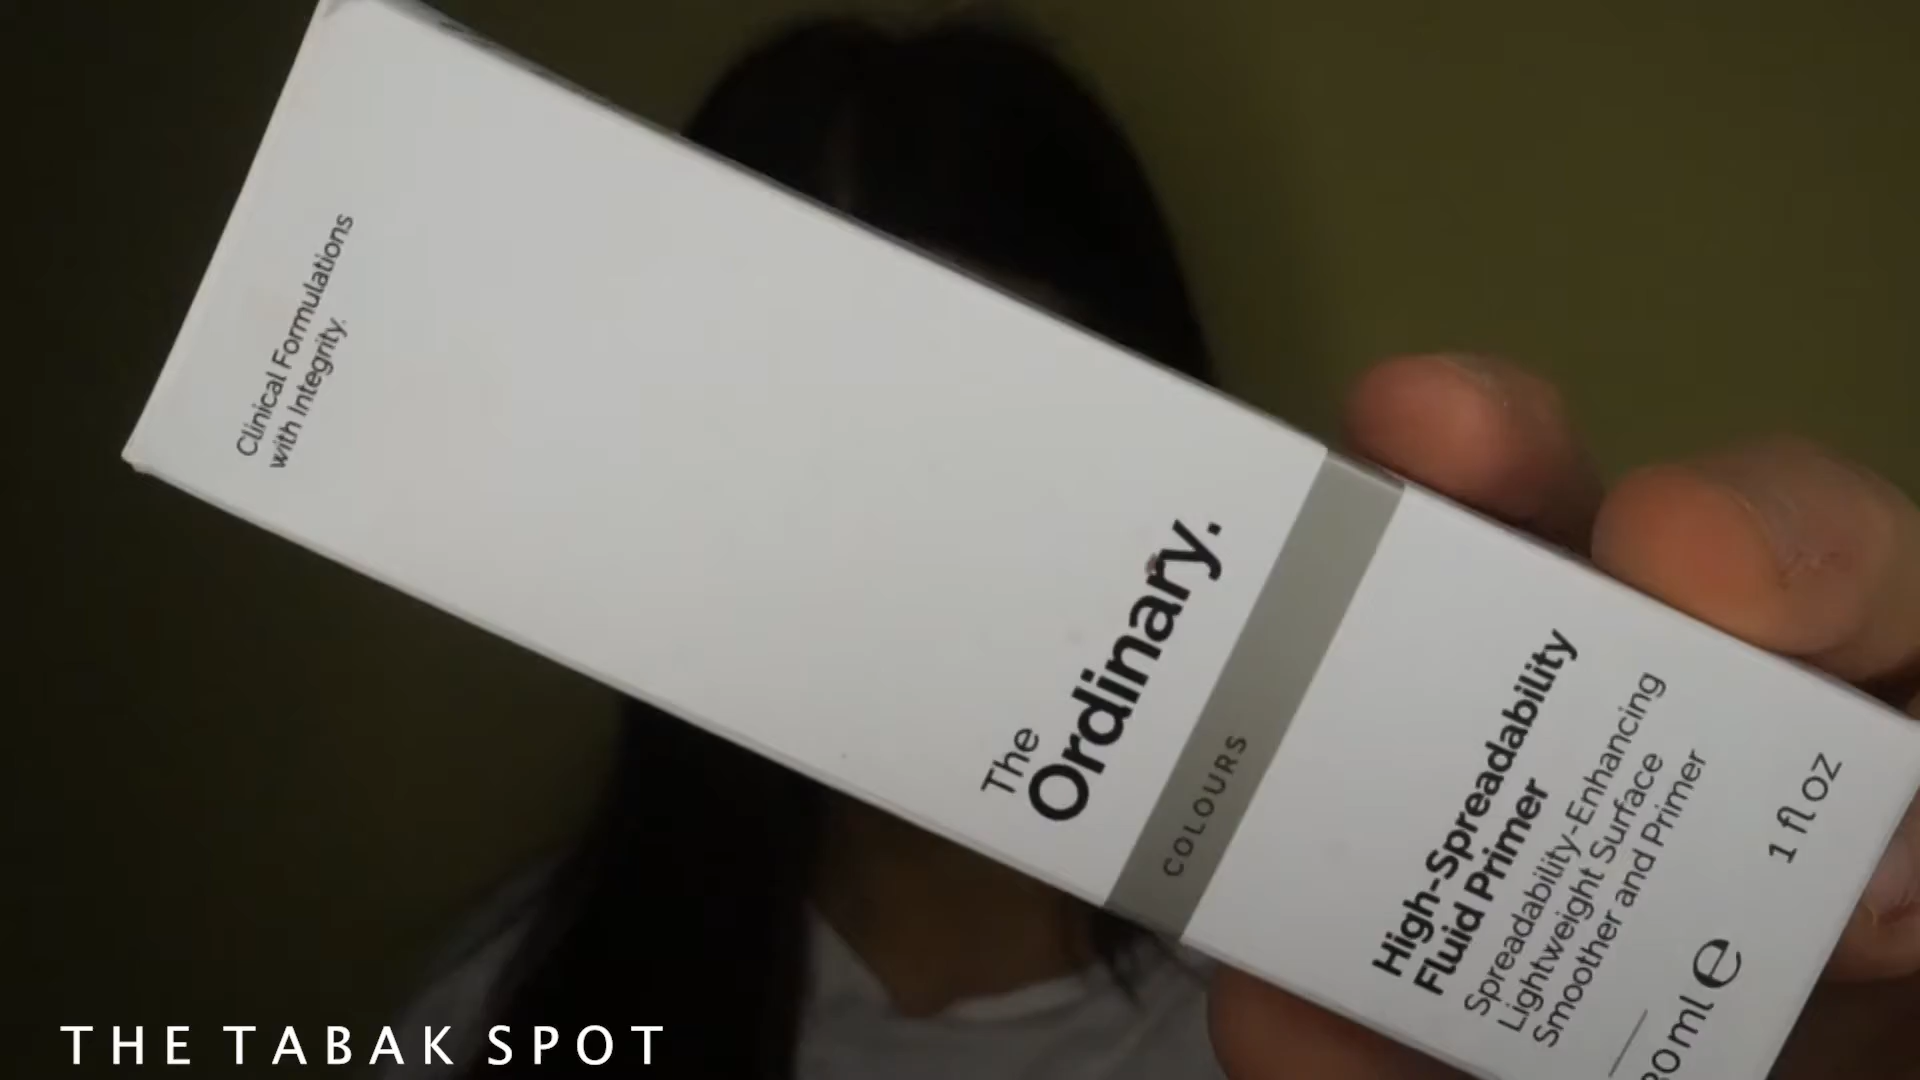 Clinical Formulations
with Integrity.
The
Ordinary.
COLOURS
High-Spreadability
Fluid Primer
Spreadability-Enhancing
Lightweight Surface
Smoother and Primer
30ml e 1 fl oz
THE TABAK SPOT